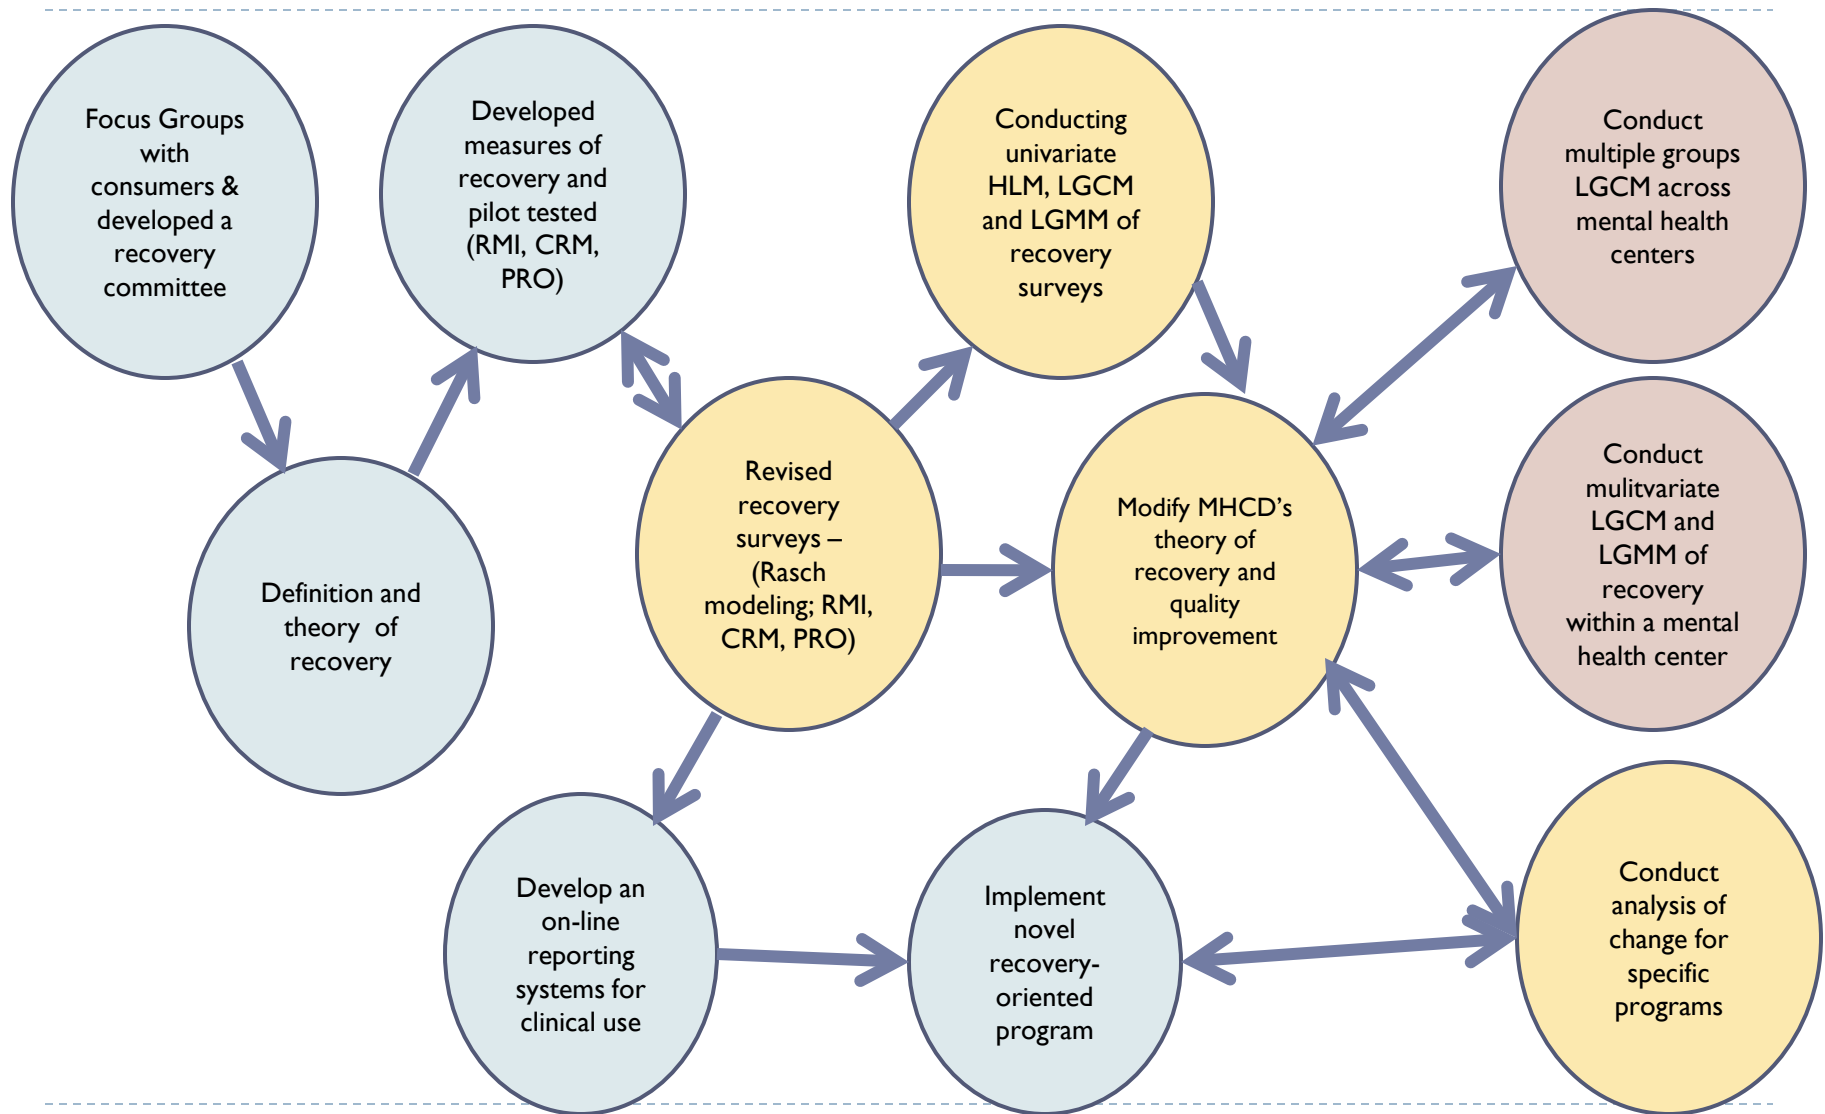 Focus Groups
with
consumers &
developed a
recovery
committee
Developed
measures of
recovery and
pilot tested
(RMI, CRM,
PRO)
Conducting
univariate
HLM, LGCM
and LGMM of
recovery
surveys
Conduct
multiple groups
LGCM across
mental health
centers
Definition and
theory of
recovery
Revised
recovery
surveys –
(Rasch
modeling; RMI,
CRM, PRO)
Modify MHCD’s
theory of
recovery and
quality
improvement
Conduct
mulitvariate
LGCM and
LGMM of
recovery
within a mental
health center
Develop an
on-line
reporting
systems for
clinical use
Implement
novel
recovery-
oriented
program
Conduct
analysis of
change for
specific
programs